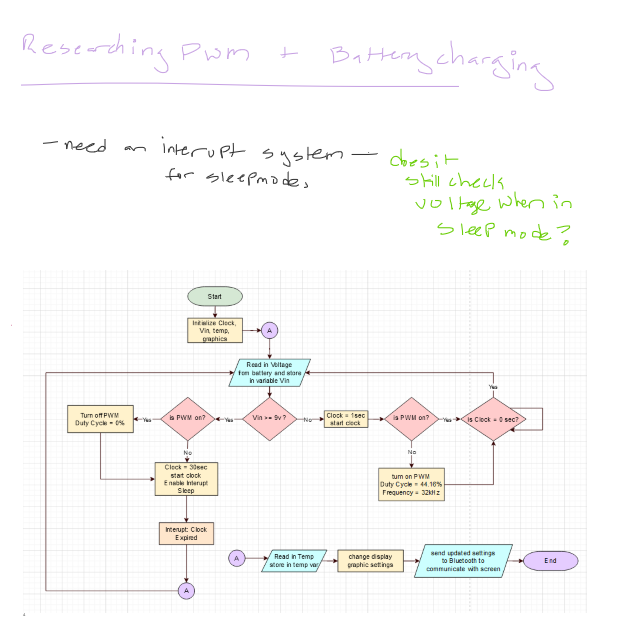 Researching Pwm + Battery charging
- need an interupt system —
for sleepmode,
does it
still check
voltage when in
sleep mode?
Start
Initialize Clock,
Vin, temp,
graphics
A
Read in Voltage
from battery and store
in variable Vin
Yes
Turn off PWM
Duty Cycle = 0%
Yes
is PWM on?
Yes
Vin >= 9v ?
No
Clock = 1sec
start clock
is PWM on?
Yes
is Clock = 0 sec?
No
No
Clock = 30sec
start clock
Enable Interupt
Sleep
turn on PWM
Duty Cycle = 44.16%
Frequency = 32kHz
Interupt: Clock
Expired
A
Read in Temp
store in temp var
change display
graphic settings
send updated settings
to Bluetooth to
communicate with screen
End
A